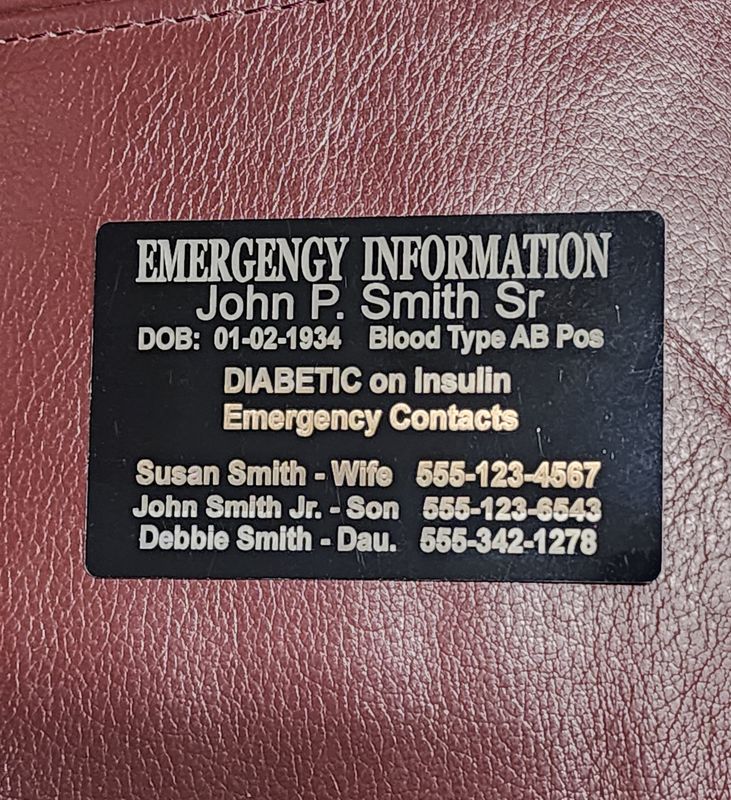 EMERGENGY INFORMATION
John P. Smith Sr
DOB: 01-02-1934 Blood Type AB Pos
DIABETIC on Insulin
Emergency Contacts
Susan Smith - Wife 555-123-4567
John Smith Jr. - Son 555-123-6543
Debbie Smith - Dau. 555-342-1278